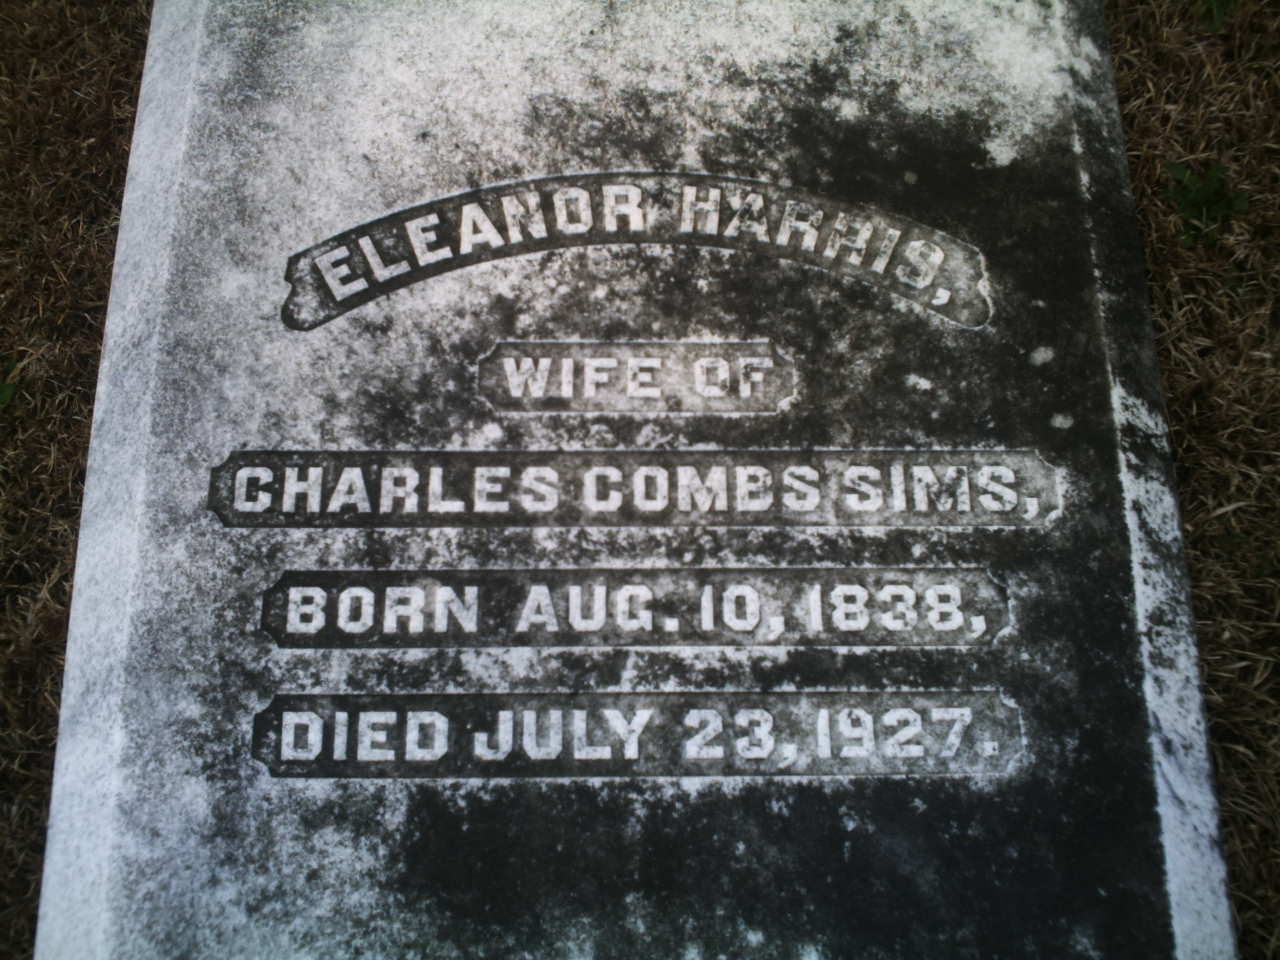 ELEANOR HARRIS,
WIFE OF
CHARLES COMBS SIMS,
BORN AUG. 10, 1838,
DIED JULY 23, 1927.